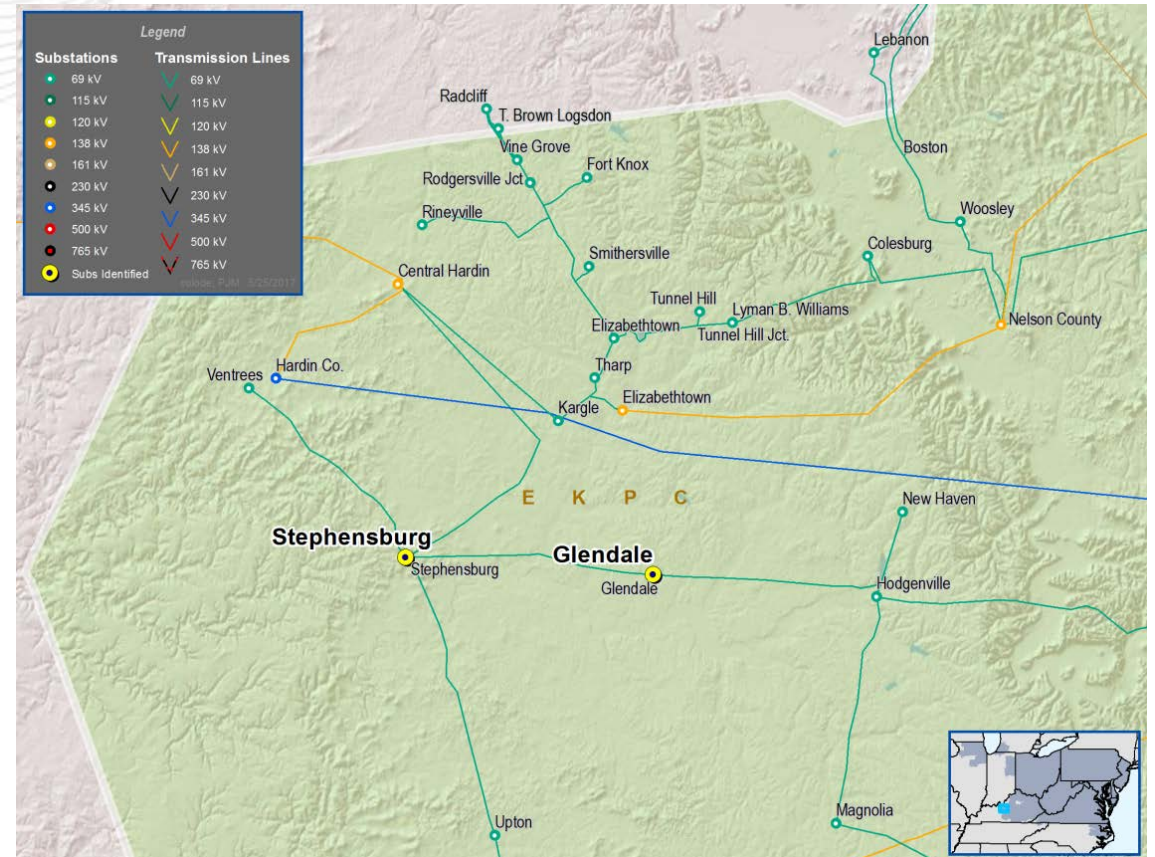 Legend
Substations
Transmission Lines
69 kV
69 kV
115 kV
115 kV
120 kV
120 kV
138 kV
138 kV
161 kV
161 kV
230 kV
230 kV
345 kV
345 kV
500 kV
500 kV
765 kV
765 kV
Subs Identified
PJM 5/25/2017
Lebanon
Radcliff
T. Brown Logsdon
Vine Grove
Boston
Fort Knox
Rodgersville Jct
Rineyville
Woosley
Colesburg
Smithersville
Central Hardin
Tunnel Hill
Lyman B. Williams
Nelson County
Elizabethtown
Tunnel Hill Jct.
Hardin Co.
Ventrees
Tharp
Elizabethtown
Kargle
E K P C
New Haven
Stephensburg
Glendale
Stephensburg
Glendale
Hodgenville
Magnolia
Upton